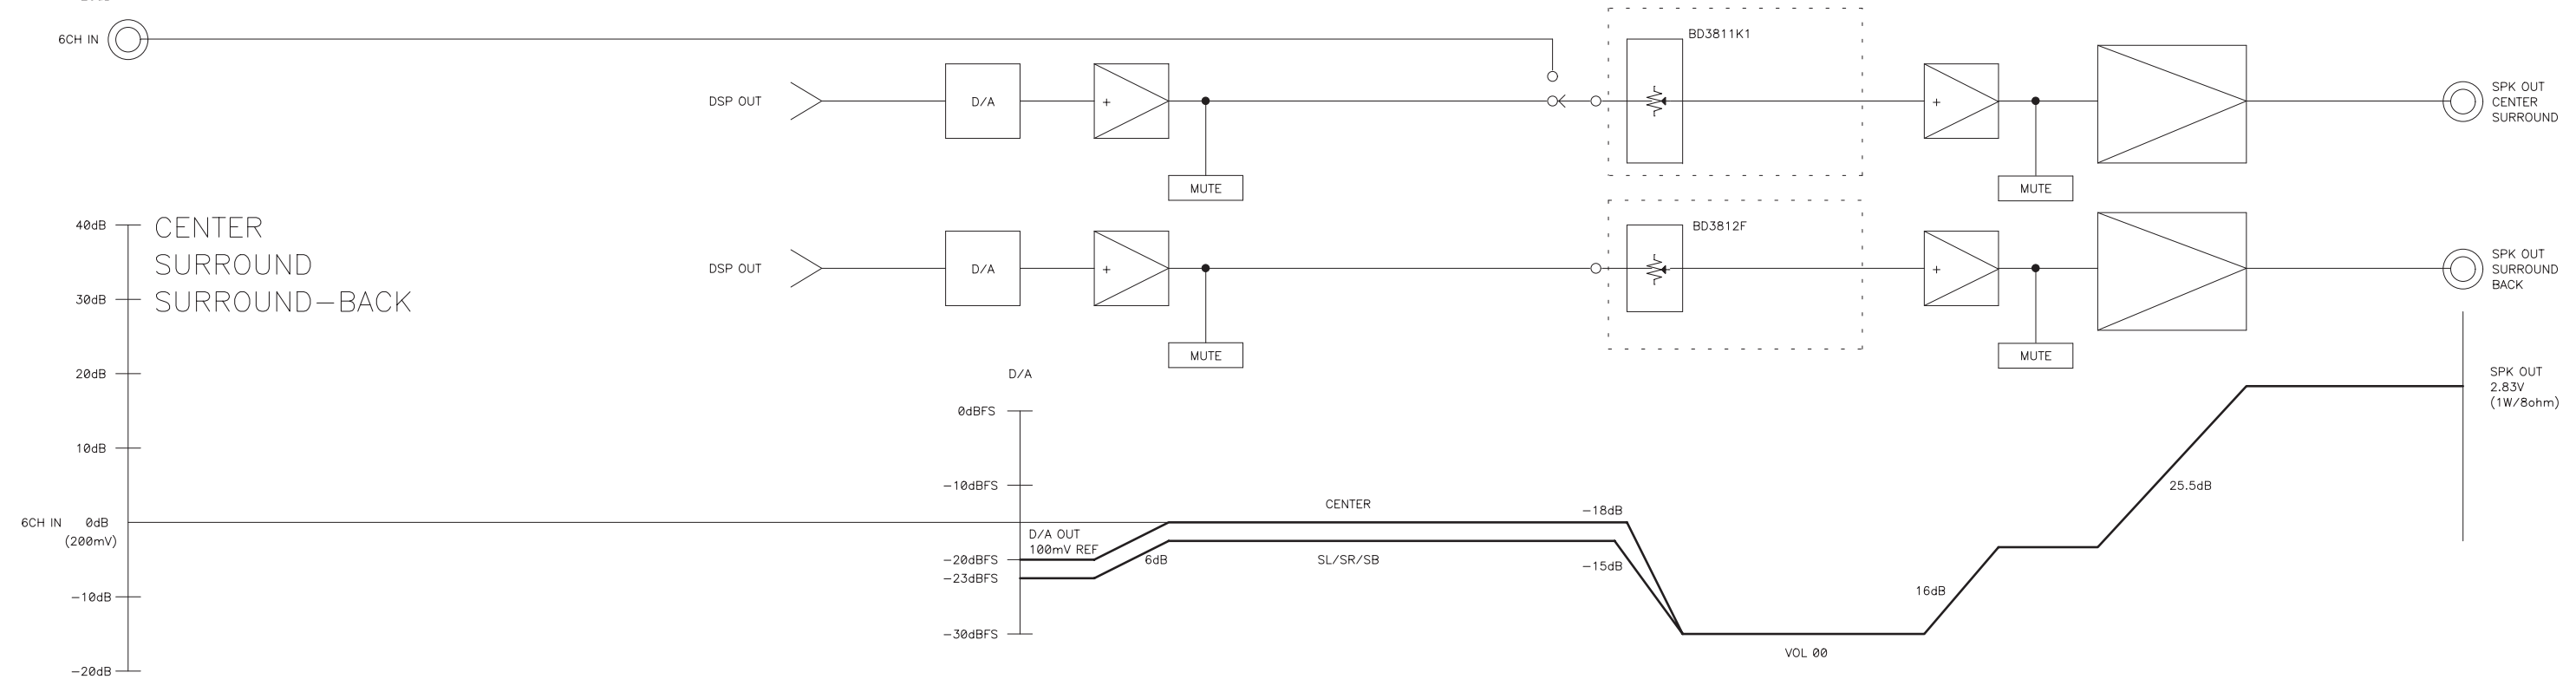 6CH IN
BD3811K1
DSP OUT
D/A
+
+
SPK OUT
CENTER
SURROUND
MUTE
MUTE
40dB
CENTER
SURROUND
SURROUND-BACK
BD3812F
DSP OUT
D/A
+
+
SPK OUT
SURROUND
BACK
30dB
MUTE
MUTE
20dB
D/A
SPK OUT
2.83V
(1W/8ohm)
0dBFS
10dB
-10dBFS
25.5dB
CENTER
-18dB
6CH IN 0dB
(200mV)
D/A OUT
100mV REF
-20dBFS
6dB
SL/SR/SB
-15dB
-23dBFS
16dB
-10dB
-30dBFS
VOL 00
-20dB